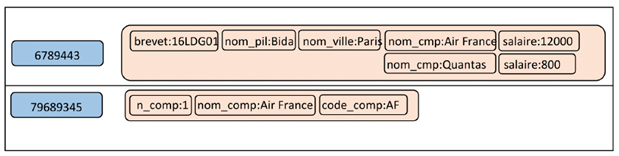 6789443 brevet:16LDG01 nom_pil:Bida nom_ville:Paris nom_cmp:Air France salaire:12000
nom_cmp:Quantas salaire:800
79689345 n_comp:1 nom_comp:Air France code_comp:AF